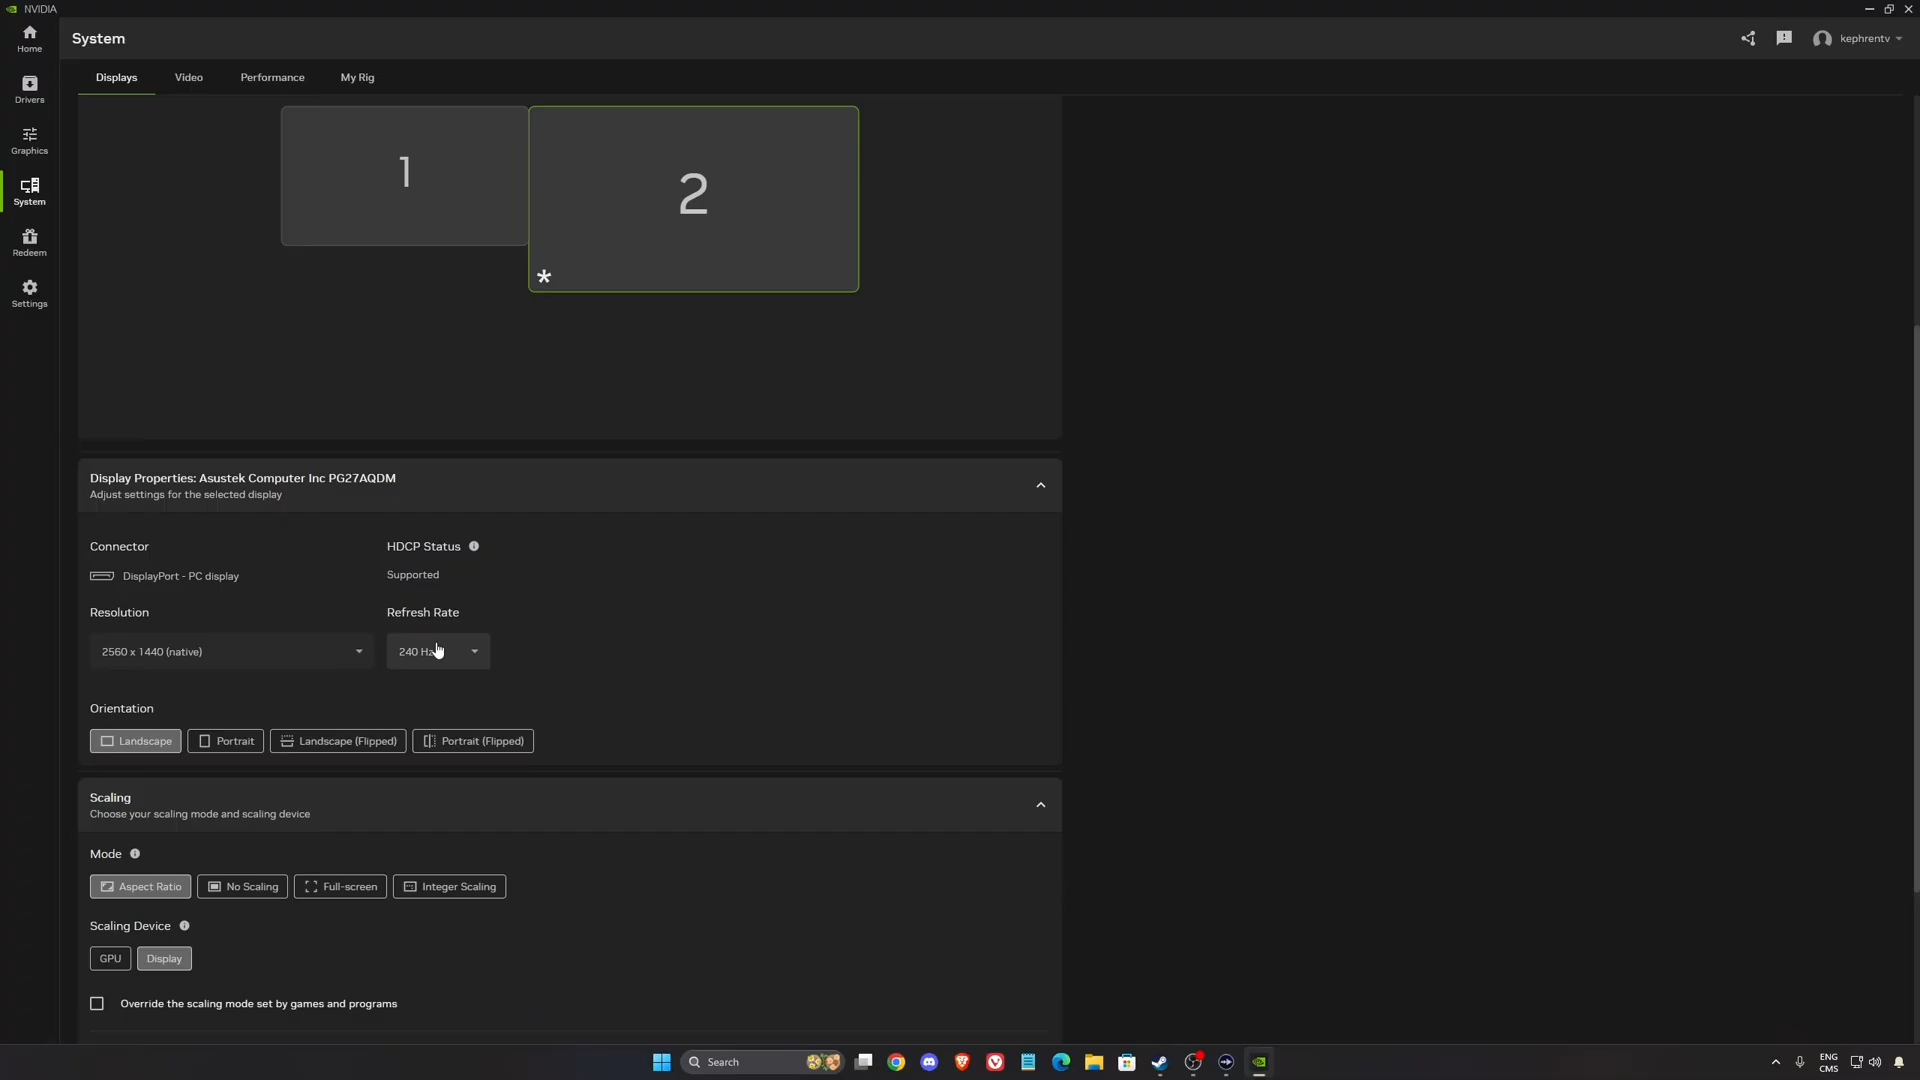 NVIDIA
Home
System
kephrentv
Drivers
Displays
Video
Performance
My Rig
Graphics
System
Redeem
Settings
1
2
*
Display Properties: Asustek Computer Inc PG27AQDM
Adjust settings for the selected display
Connector
HDCP Status
DisplayPort - PC display
Supported
Resolution
Refresh Rate
2560 x 1440 (native)
240 Hz
Orientation
Landscape
Portrait
Landscape (Flipped)
Portrait (Flipped)
Scaling
Choose your scaling mode and scaling device
Mode
Aspect Ratio
No Scaling
Full-screen
Integer Scaling
Scaling Device
GPU
Display
Override the scaling mode set by games and programs
Search
ENG
CMS